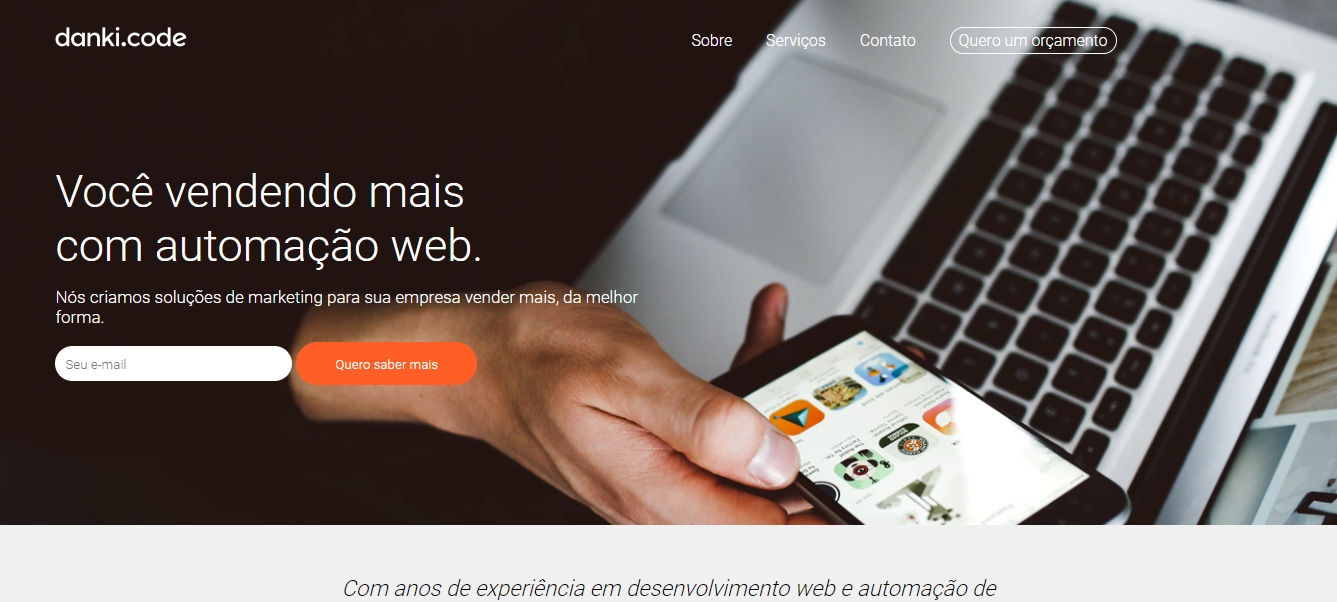 danki.code
Sobre Serviços Contato Quero um orçamento
Você vendendo mais
com automação web.
Nós criamos soluções de marketing para sua empresa vender mais, da melhor
forma.
Seu e-mail Quero saber mais
Com anos de experiência em desenvolvimento web e automação de